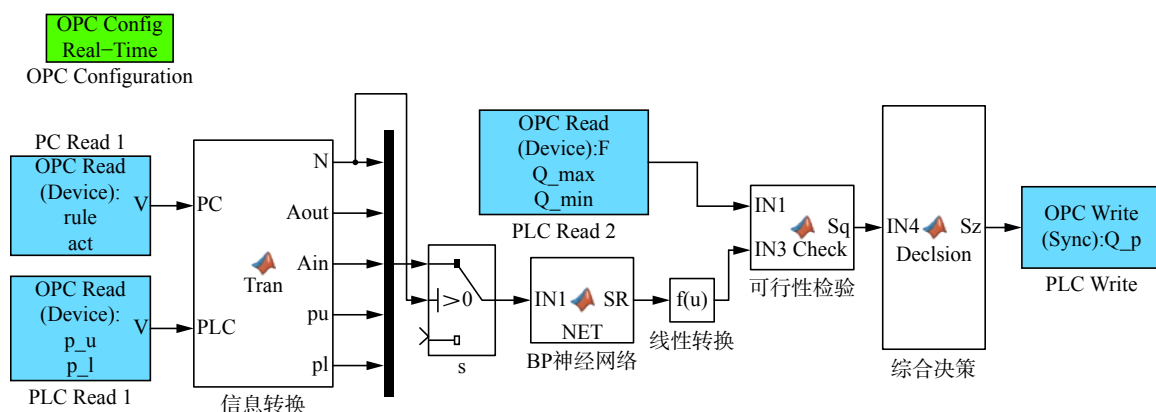 OPC Config
Real−Time
OPC Configuration
PC Read 1
OPC Read
(Device):
rule
act
V
OPC Read
(Device):
p_u
p_l
V
PLC Read 1
PC
PLC
Tran
N
Aout
Ain
pu
pl
信息转换
>0
s
OPC Read
(Device):F
Q_max
Q_min
PLC Read 2
IN1
SR
NET
BP神经网络
f(u)
线性转换
IN1
Sq
IN3 Check
可行性检验
IN4
Sz
Declsion
综合决策
OPC Write
(Sync):Q_p
PLC Write